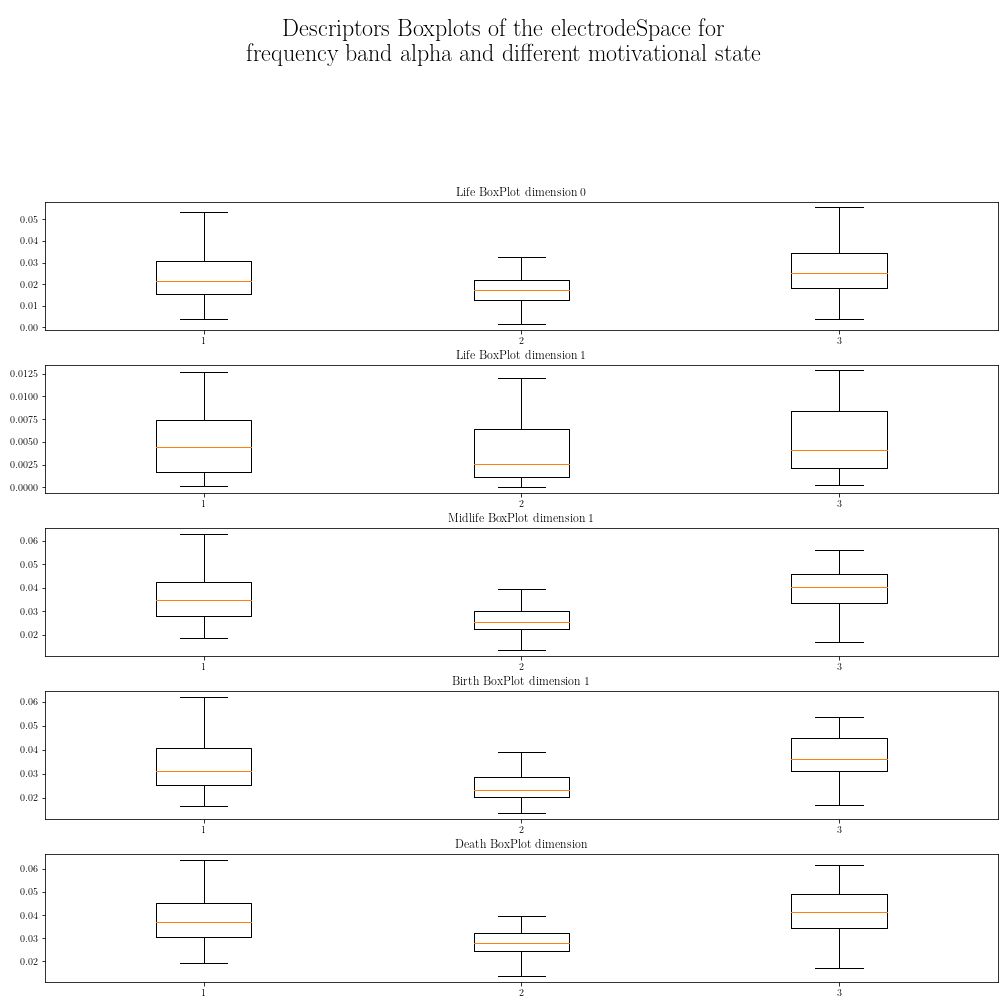 Descriptors Boxplots of the electrodeSpace for
frequency band alpha and different motivational state
Life BoxPlot dimension 0
0.05
0.04
0.03
0.02
0.01
0.00
1 2 3
Life BoxPlot dimension 1
0.0125
0.0100
0.0075
0.0050
0.0025
0.0000
1 2 3
Midlife BoxPlot dimension 1
0.06
0.05
0.04
0.03
0.02
1 2 3
Birth BoxPlot dimension 1
0.06
0.05
0.04
0.03
0.02
1 2 3
Death BoxPlot dimension
0.06
0.05
0.04
0.03
0.02
1 2 3